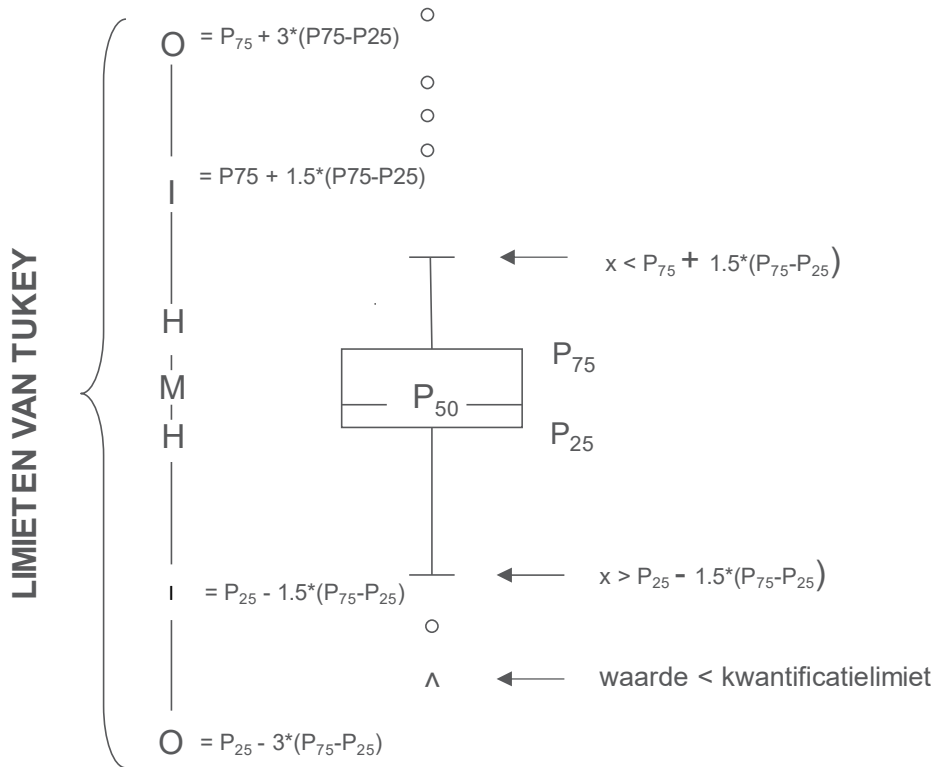 LIMIETEN VAN TUKEY
O = P75 + 3*(P75-P25)
I = P75 + 1.5*(P75-P25)
x < P75 + 1.5*(P75-P25)
H
P75
M
P50
H
P25
x > P25 - 1.5*(P75-P25)
I = P25 - 1.5*(P75-P25)
^ waarde < kwantificatielimiet
O = P25 - 3*(P75-P25)